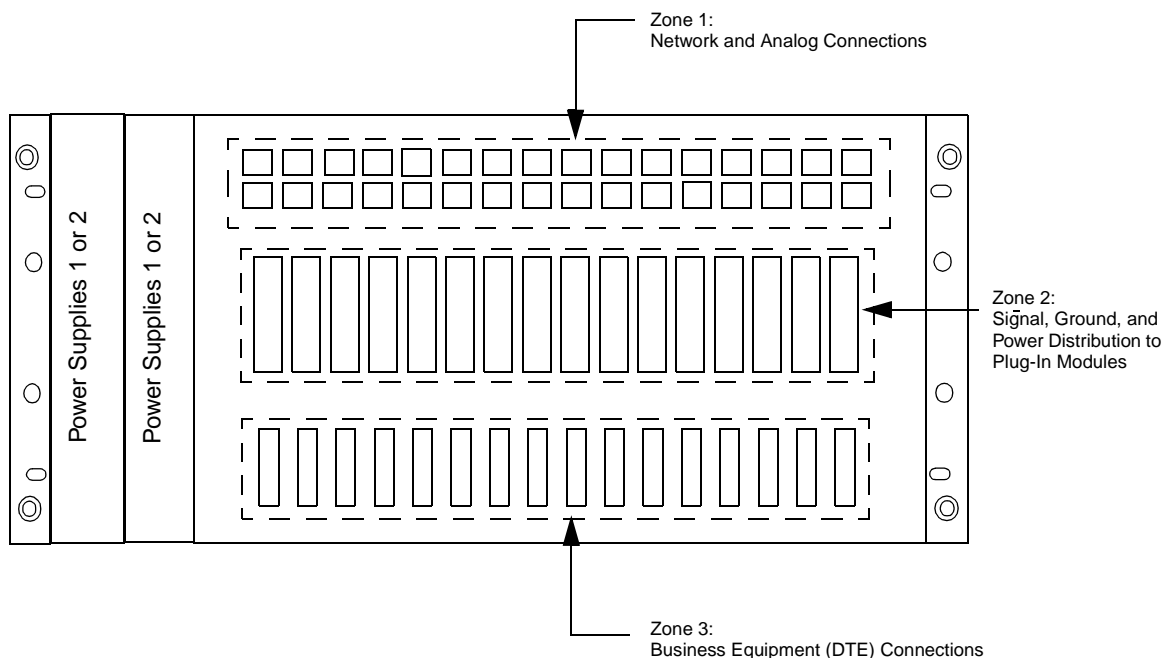 Zone 1:
Network and Analog Connections
Power Supplies 1 or 2
Power Supplies 1 or 2
Zone 2:
Signal, Ground, and
Power Distribution to
Plug-In Modules
Zone 3:
Business Equipment (DTE) Connections